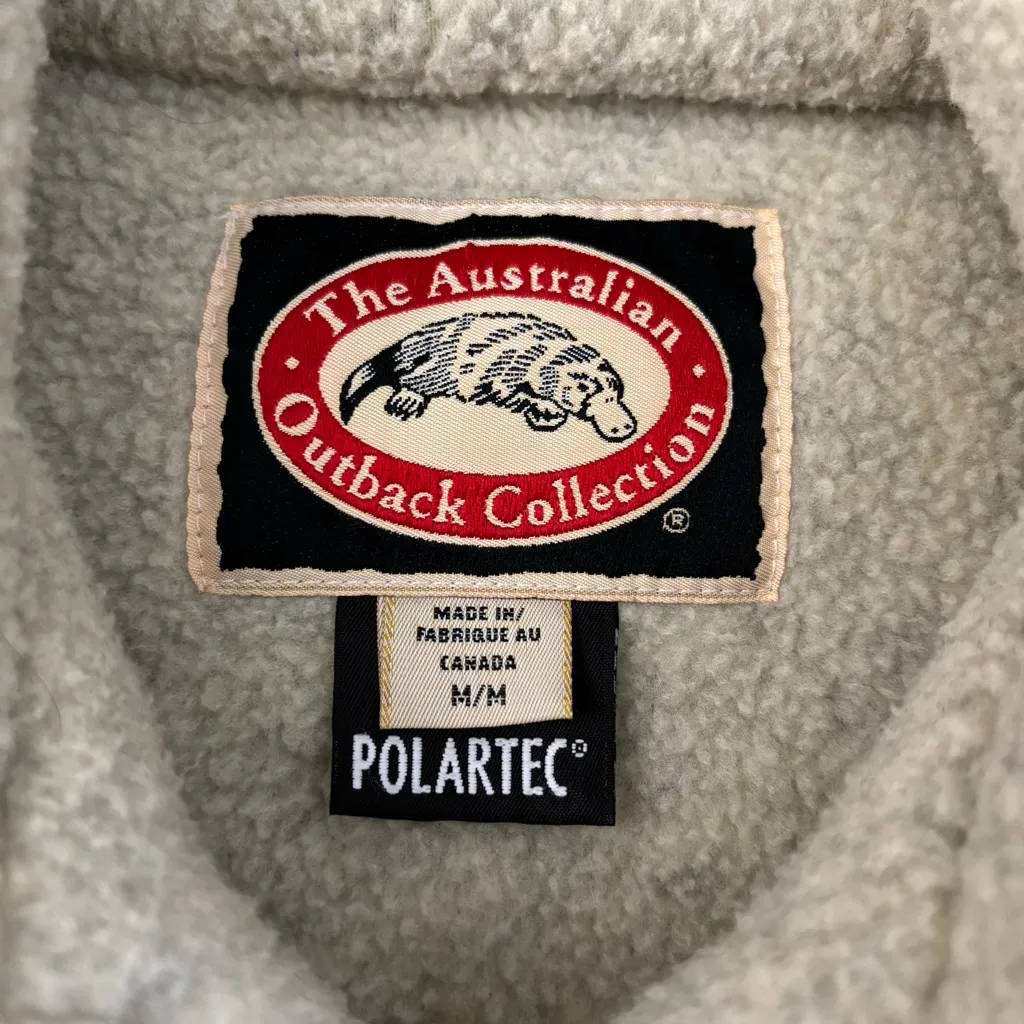 The Australian
Outback Collection
®
MADE IN/
FABRIQUE AU
CANADA
M/M
POLARTEC®